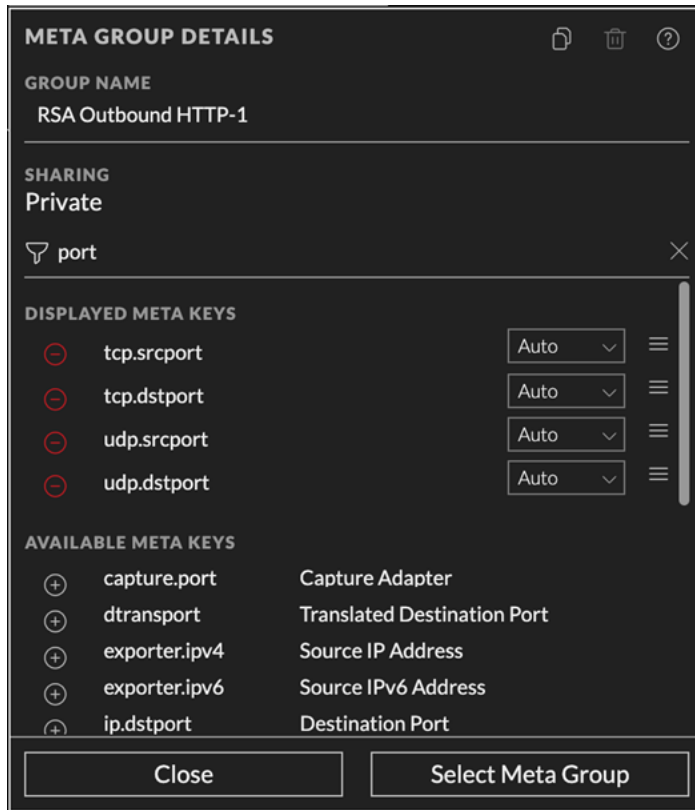 META GROUP DETAILS
GROUP NAME
RSA Outbound HTTP-1
SHARING
Private
port
DISPLAYED META KEYS
tcp.srcport Auto
tcp.dstport Auto
udp.srcport Auto
udp.dstport Auto
AVAILABLE META KEYS
capture.port Capture Adapter
dtransport Translated Destination Port
exporter.ipv4 Source IP Address
exporter.ipv6 Source IPv6 Address
ip.dstport Destination Port
Close Select Meta Group